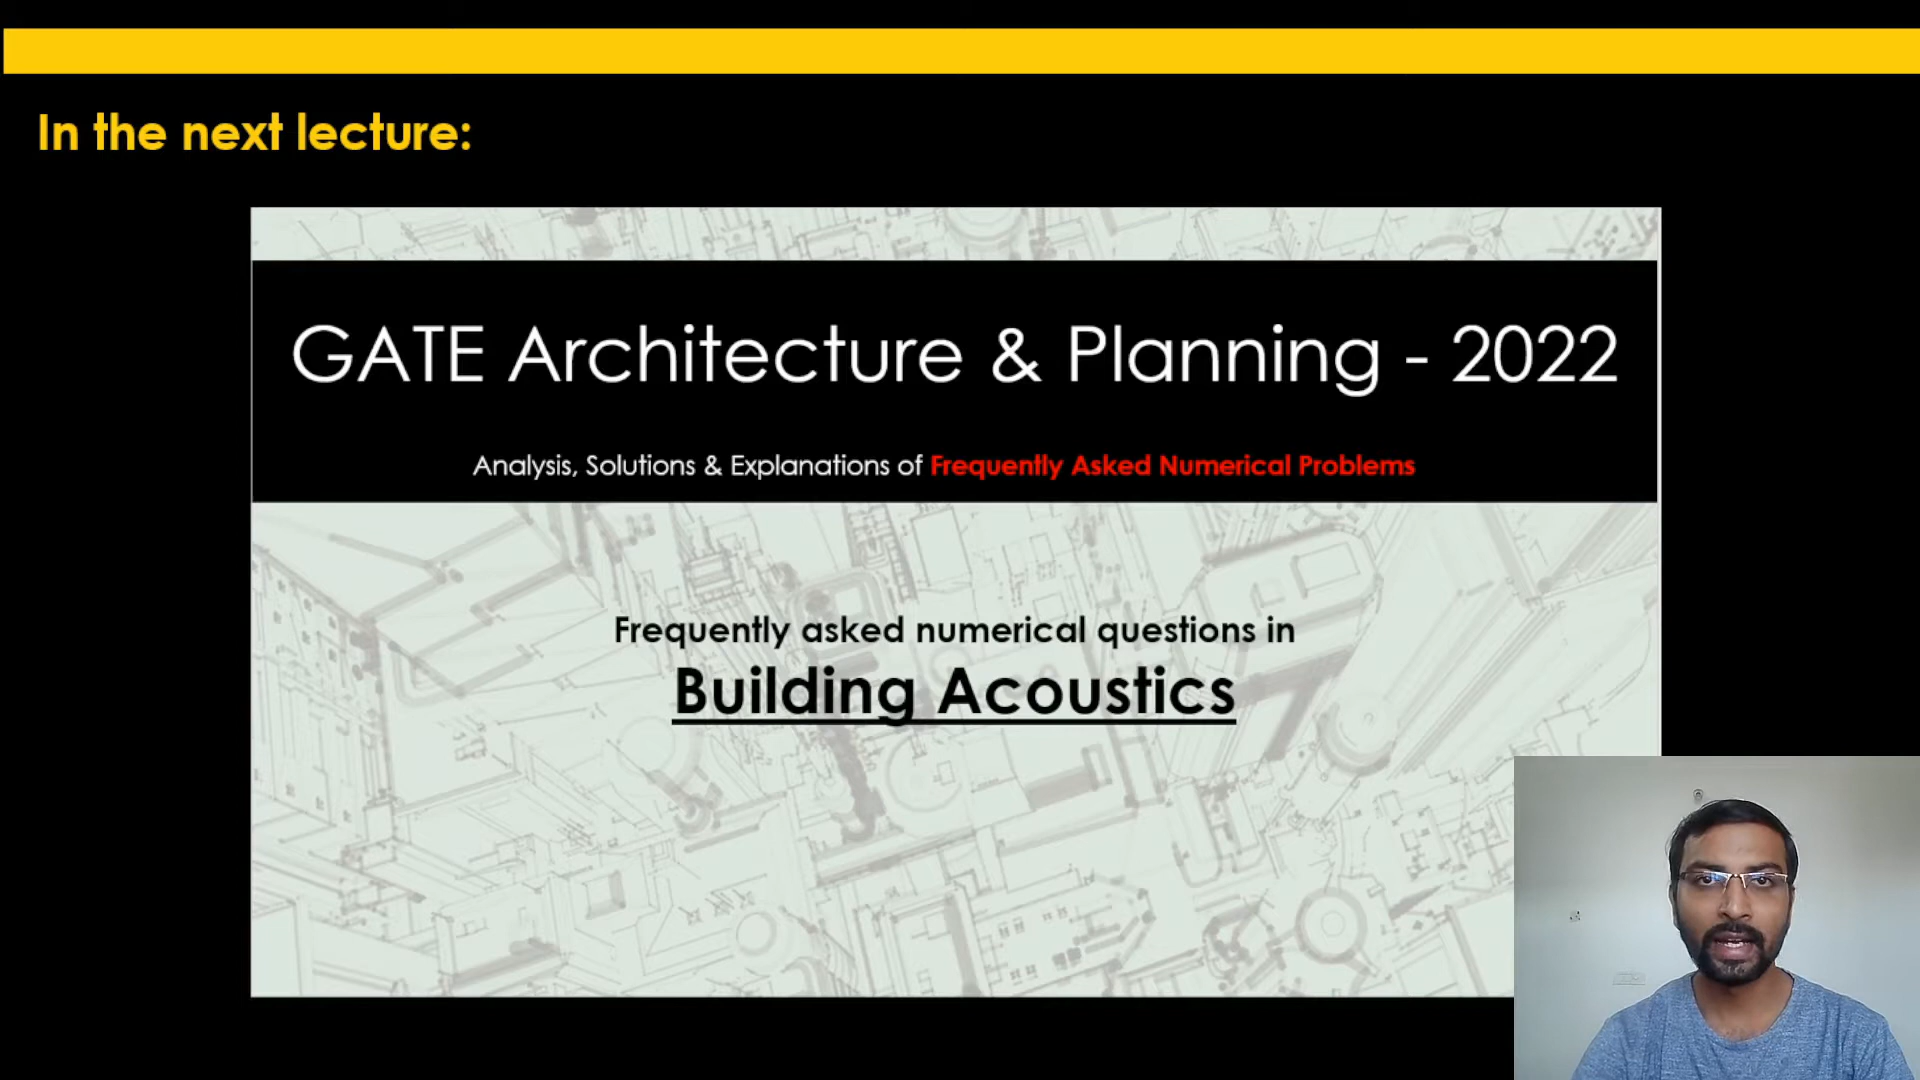 In the next lecture:
GATE Architecture & Planning - 2022
Analysis, Solutions & Explanations of Frequently Asked Numerical Problems
Frequently asked numerical questions in
Building Acoustics